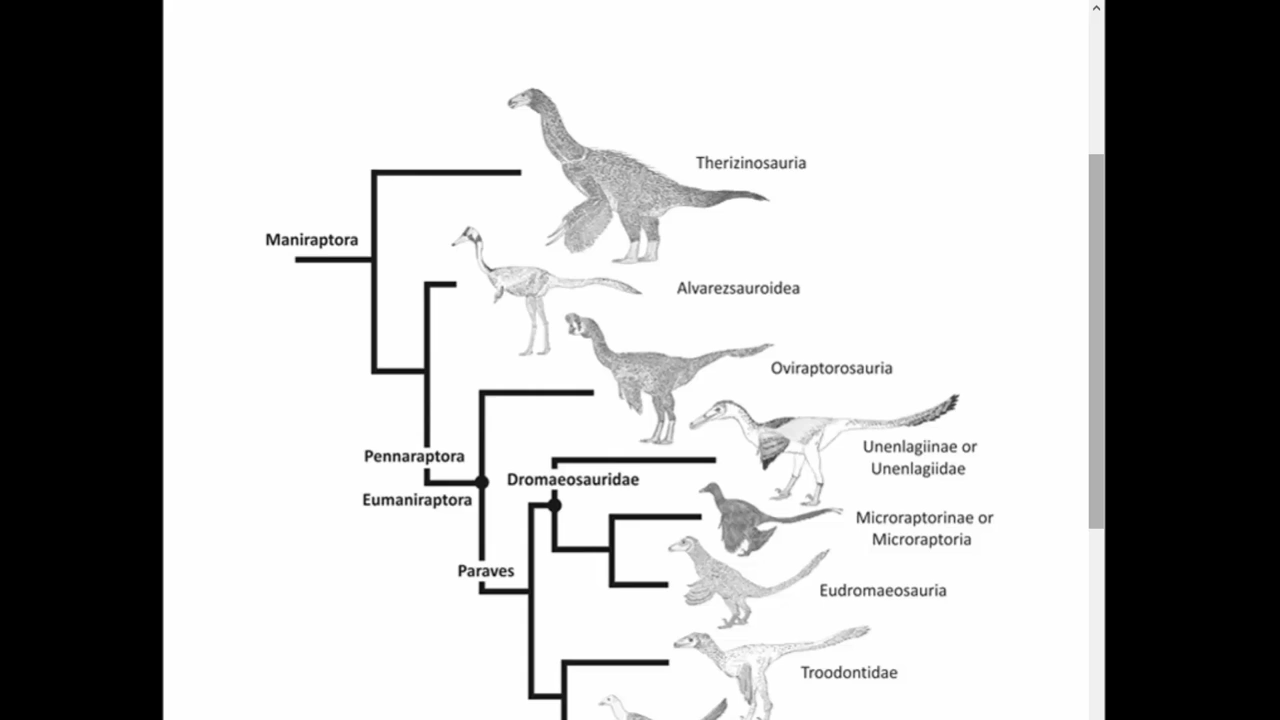 Therizinosauria
Maniraptora
Alvarezsauroidea
Oviraptorosauria
Unenlagiinae or
Unenlagiidae
Pennaraptora
Dromaeosauridae
Eumaniraptora
Microraptorinae or
Microraptoria
Paraves
Eudromaeosauria
Troodontidae